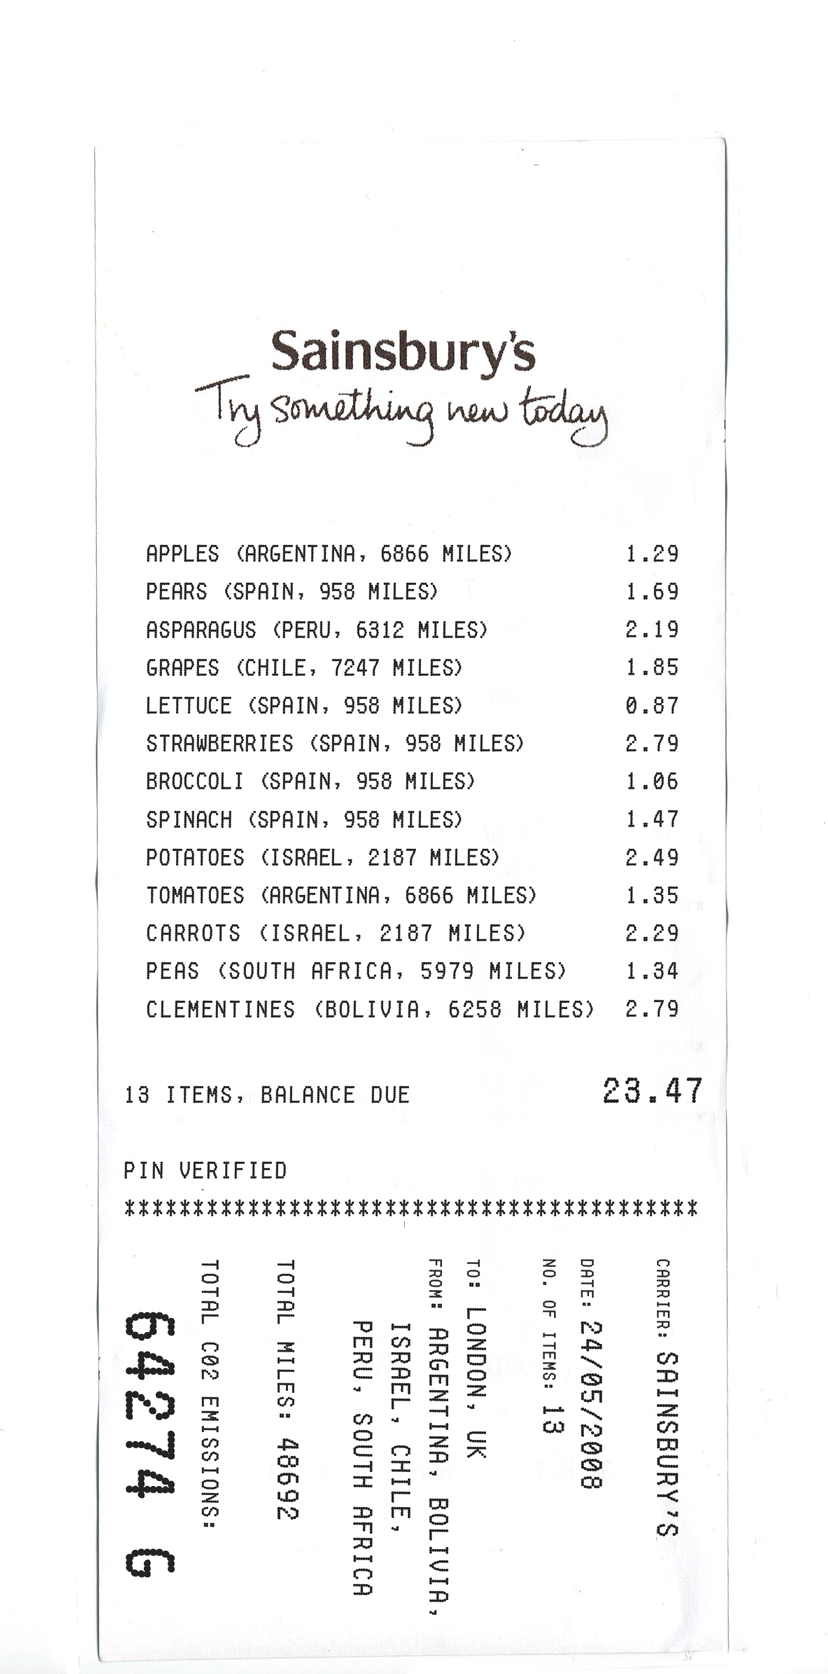 Sainsbury's
Try something new today
APPLES (ARGENTINA, 6866 MILES) 1.29
PEARS (SPAIN, 958 MILES) 1.69
ASPARAGUS (PERU, 6312 MILES) 2.19
GRAPES (CHILE, 7247 MILES) 1.85
LETTUCE (SPAIN, 958 MILES) 0.87
STRAWBERRIES (SPAIN, 958 MILES) 2.79
BROCCOLI (SPAIN, 958 MILES) 1.06
SPINACH (SPAIN, 958 MILES) 1.47
POTATOES (ISRAEL, 2187 MILES) 2.49
TOMATOES (ARGENTINA, 6866 MILES) 1.35
CARROTS (ISRAEL, 2187 MILES) 2.29
PEAS (SOUTH AFRICA, 5979 MILES) 1.34
CLEMENTINES (BOLIVIA, 6258 MILES) 2.79
13 ITEMS, BALANCE DUE 23.47
PIN VERIFIED
******************************************
CARRIER: SAINSBURY'S
DATE: 24/05/2008
NO. OF ITEMS: 13
TO: LONDON, UK
FROM: ARGENTINA, BOLIVIA,
ISRAEL, CHILE,
PERU, SOUTH AFRICA
TOTAL MILES: 48692
TOTAL C02 EMISSIONS:
64274 G